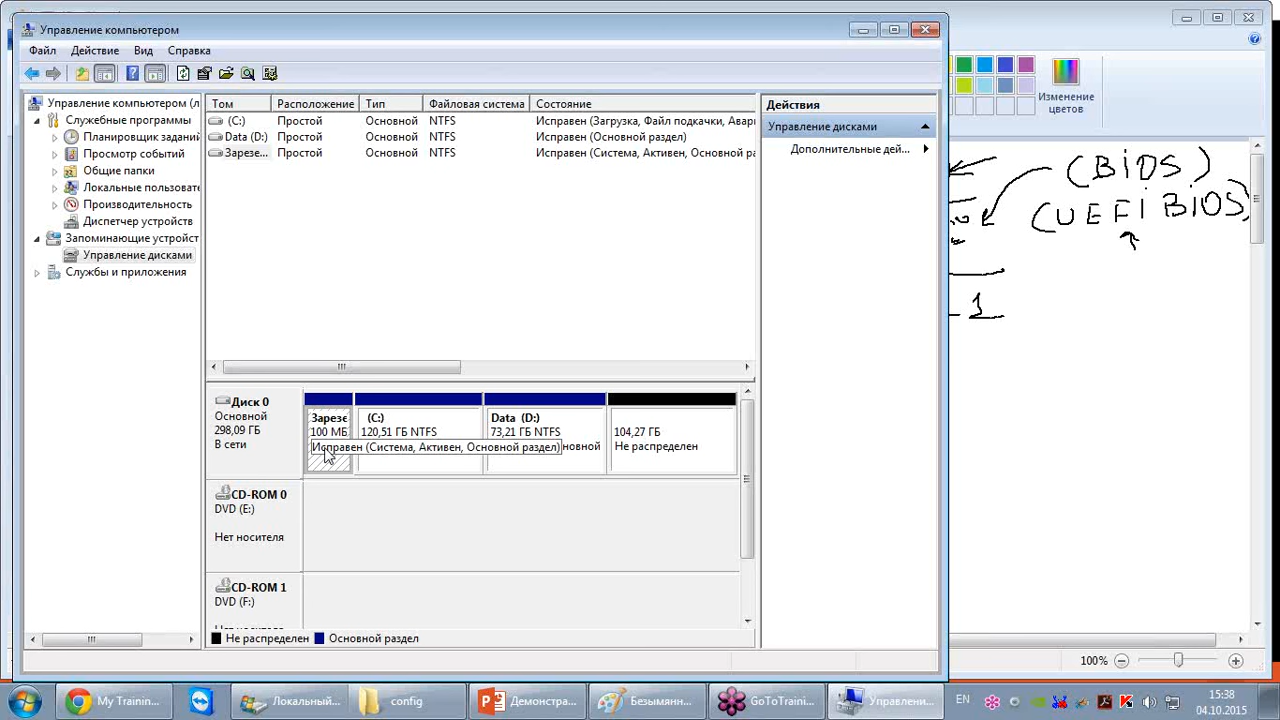 Управление компьютером
Файл Действие Вид Справка
Управление компьютером (л
Служебные программы
Планировщик заданий
Просмотр событий
Общие папки
Локальные пользовате
Производительность
Диспетчер устройств
Запоминающие устройст
Управление дисками
Службы и приложения
Том Расположение Тип Файловая система Состояние
(C:) Простой Основной NTFS Исправен (Загрузка, Файл подкачки, Авар
Data (D:) Простой Основной NTFS Исправен (Основной раздел)
Зарезе... Простой Основной NTFS Исправен (Система, Активен, Основной ра
Действия
Управление дисками
Дополнительные дей...
Изменение
цветов
(BiOS)
(UEFi BiOS)
1
Диск 0
Основной
298,09 ГБ
В сети
Зарезе
100 МБ
(C:)
120,51 ГБ NTFS
Data (D:)
73,21 ГБ NTFS
новной
104,27 ГБ
Не распределен
Исправен (Система, Активен, Основной раздел)
CD-ROM 0
DVD (E:)
Нет носителя
CD-ROM 1
DVD (F:)
Не распределен Основной раздел
100%
My Trainin... Локальный... config Демонстра... Безымянн... GoToTraini... Управлени... EN
15:38
04.10.2015